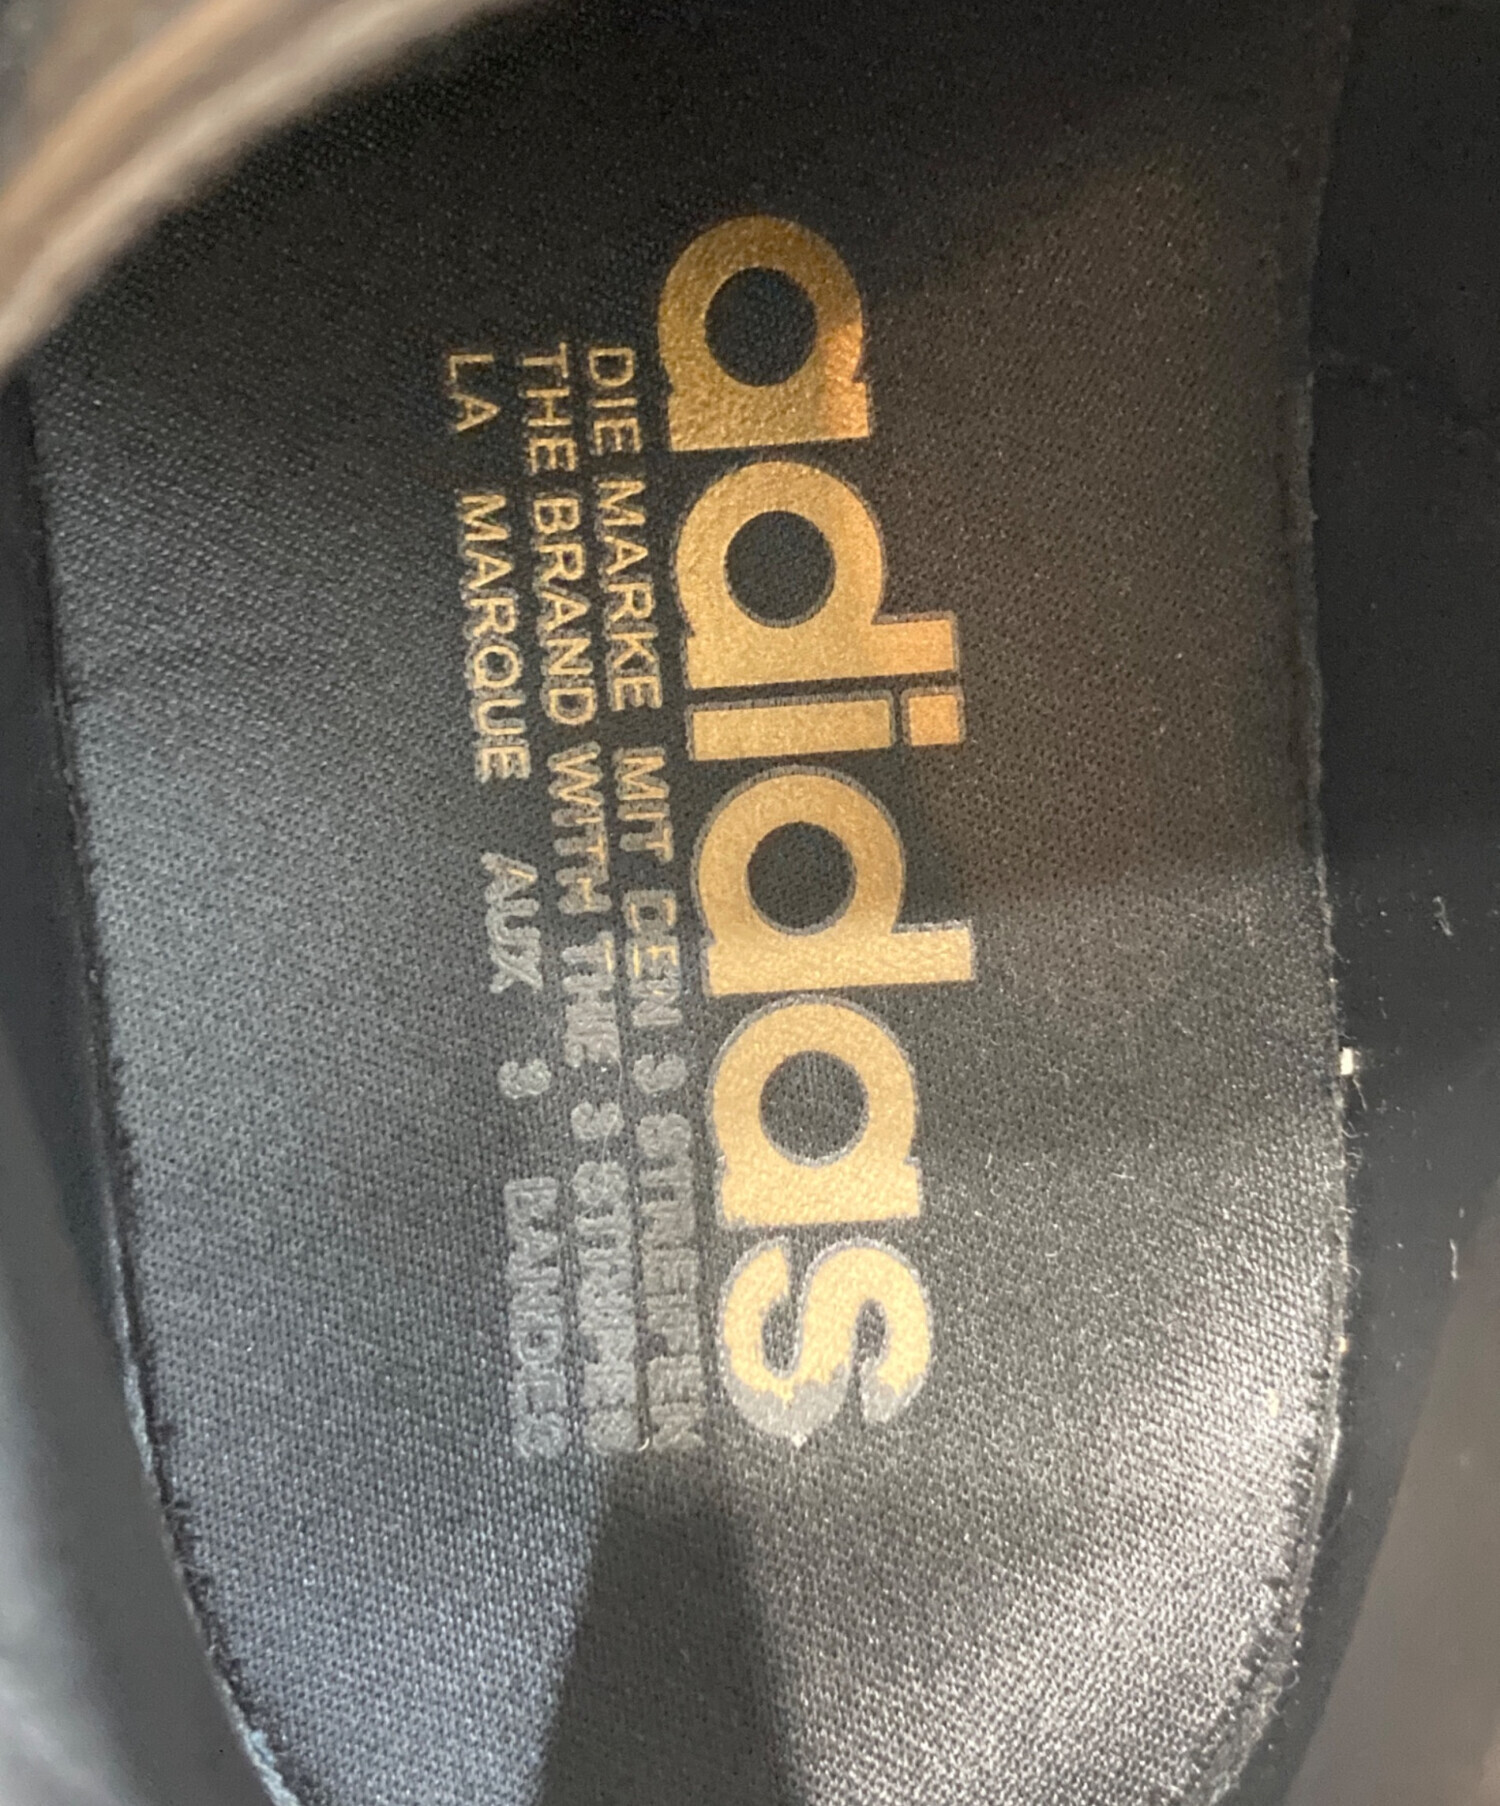 adidas
DIE MARKE MIT DEN 3 STREIFEN
THE BRAND WITH THE 3 STRIPES
LA MARQUE AUX 3 BANDES